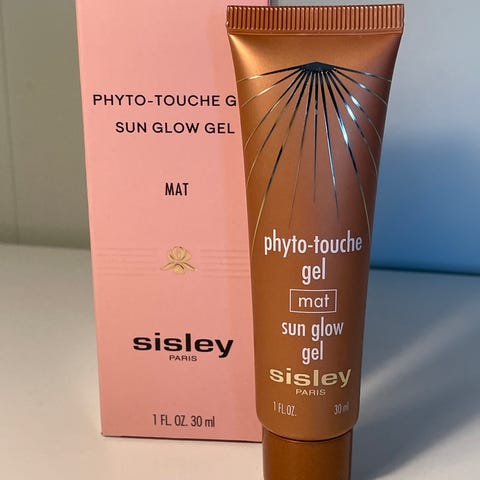 PHYTO-TOUCHE G
SUN GLOW GEL
MAT
sisley
PARIS
1 FL. OZ. 30 ml
phyto-touche
gel
mat
sun glow
gel
sisley
PARIS
1 FL.OZ. 30 ml